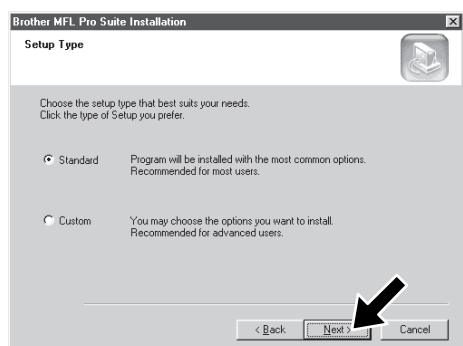 Brother MFL Pro Suite Installation
Setup Type
Choose the setup type that best suits your needs.
Click the type of Setup you prefer.
Standard
Program will be installed with the most common options.
Recommended for most users.
Custom
You may choose the options you want to install.
Recommended for advanced users.
< Back
Next >
Cancel